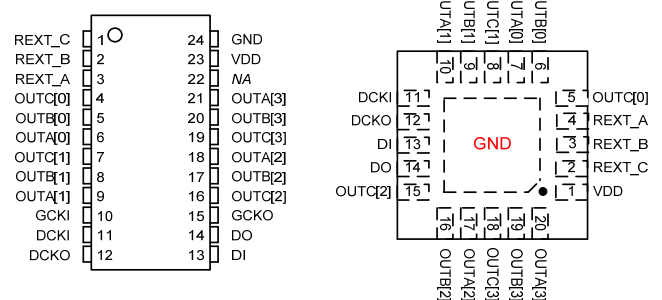 REXT_C 1 24 GND
REXT_B 2 23 VDD
REXT_A 3 22 NA
OUTC[0] 4 21 OUTA[3]
OUTB[0] 5 20 OUTB[3]
OUTA[0] 6 19 OUTC[3]
OUTC[1] 7 18 OUTA[2]
OUTB[1] 8 17 OUTB[2]
OUTA[1] 9 16 OUTC[2]
GCKI 10 15 GCKO
DCKI 11 14 DO
DCKO 12 13 DI
UTA[1] UTB[1] UTC[1] UTA[0] UTB[0]
10 9 8 7 6
DCKI 11 5 OUTC[0]
DCKO 12 4 REXT_A
DI 13 GND 3 REXT_B
DO 14 2 REXT_C
OUTC[2] 15 1 VDD
16 17 18 19 20
OUTB[2] OUTA[2] OUTC[3] OUTB[3] OUTA[3]